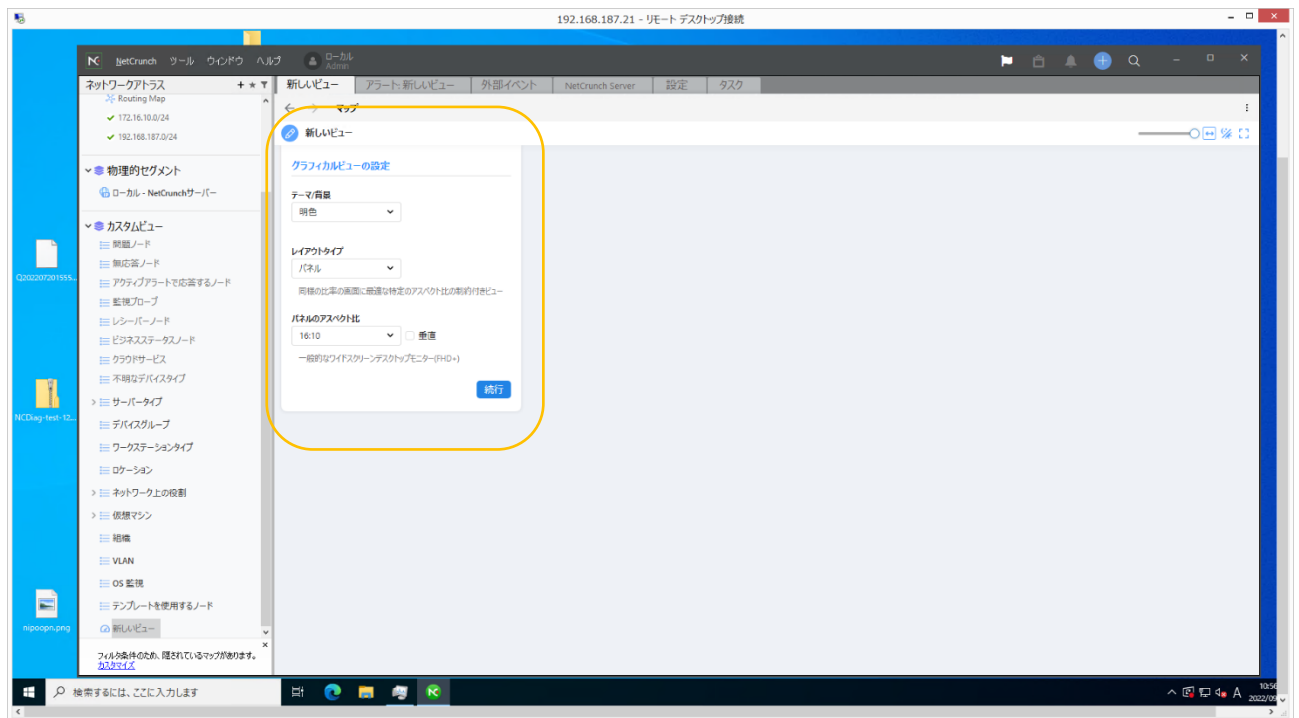 192.168.187.21 - リモート デスクトップ接続
NetCrunch ツール ウィンドウ ヘルプ ローカル
Admin
ネットワークアトラス
新しいビュー アラート: 新しいビュー 外部イベント NetCrunch Server 設定 タスク
Routing Map
マップ
172.16.10.0/24
新しいビュー
192.168.187.0/24
物理的セグメント
ローカル - NetCrunchサーバー
カスタムビュー
問題ノード
無応答ノード
アクティブアラートで応答するノード
監視プローブ
レシーバーノード
ビジネスステータスノード
クラウドサービス
不明なデバイスタイプ
サーバータイプ
デバイスグループ
ワークステーションタイプ
ロケーション
ネットワーク上の役割
仮想マシン
組織
VLAN
OS 監視
テンプレートを使用するノード
新しいビュー
フィルタ条件のため、隠されているマップがあります。
カスタマイズ
グラフィカルビューの設定
テーマ/背景
明色
レイアウトタイプ
パネル
同様の比率の画面に最適な特定のアスペクト比の制約付きビュー
パネルのアスペクト比
16:10 垂直
一般的なワイドスクリーンデスクトップモニター(FHD+)
続行
Q202207201555...
NCDiag-test-12...
nipoopn.png
検索するには、ここに入力します
A
10:56
2022/09